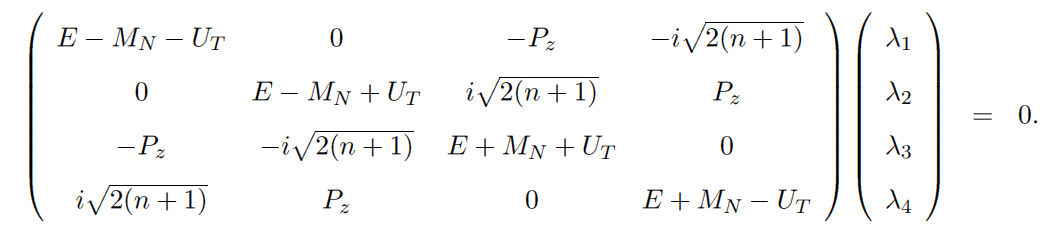 E − M_N − U_T 0 −P_z −i√2(n + 1) λ_1
0 E − M_N + U_T i√2(n + 1) P_z λ_2
−P_z −i√2(n + 1) E + M_N + U_T 0 λ_3
i√2(n + 1) P_z 0 E + M_N − U_T λ_4
= 0.